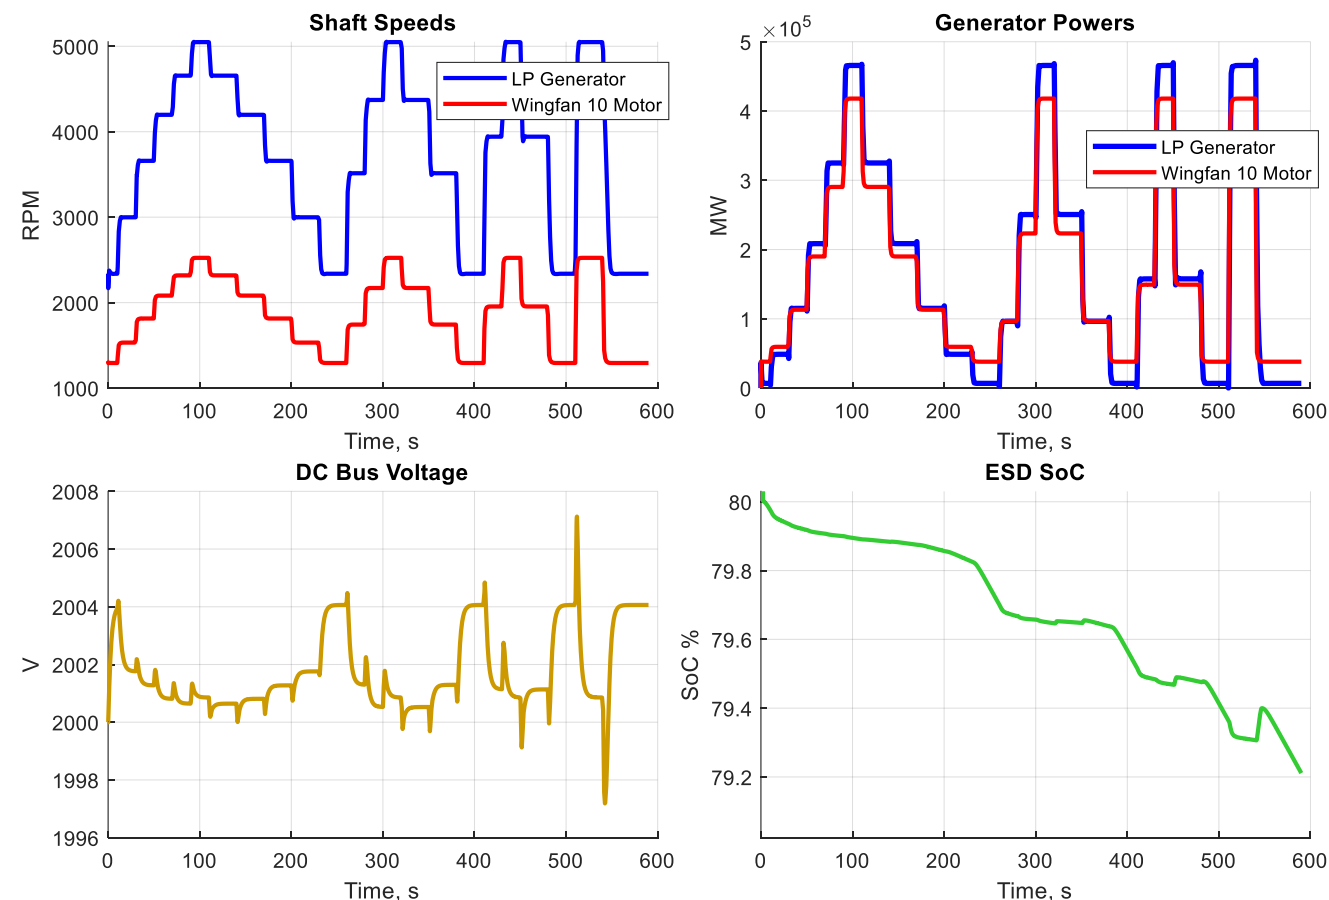 Shaft Speeds
5000
4000
3000
2000
1000
RPM
0 100 200 300 400 500 600
Time, s
LP Generator
Wingfan 10 Motor
Generator Powers
×10^5
5
4
3
2
1
0
MW
0 100 200 300 400 500 600
Time, s
LP Generator
Wingfan 10 Motor
DC Bus Voltage
2008
2006
2004
2002
2000
1998
1996
V
0 100 200 300 400 500 600
Time, s
ESD SoC
80
79.8
79.6
79.4
79.2
SoC %
0 100 200 300 400 500 600
Time, s